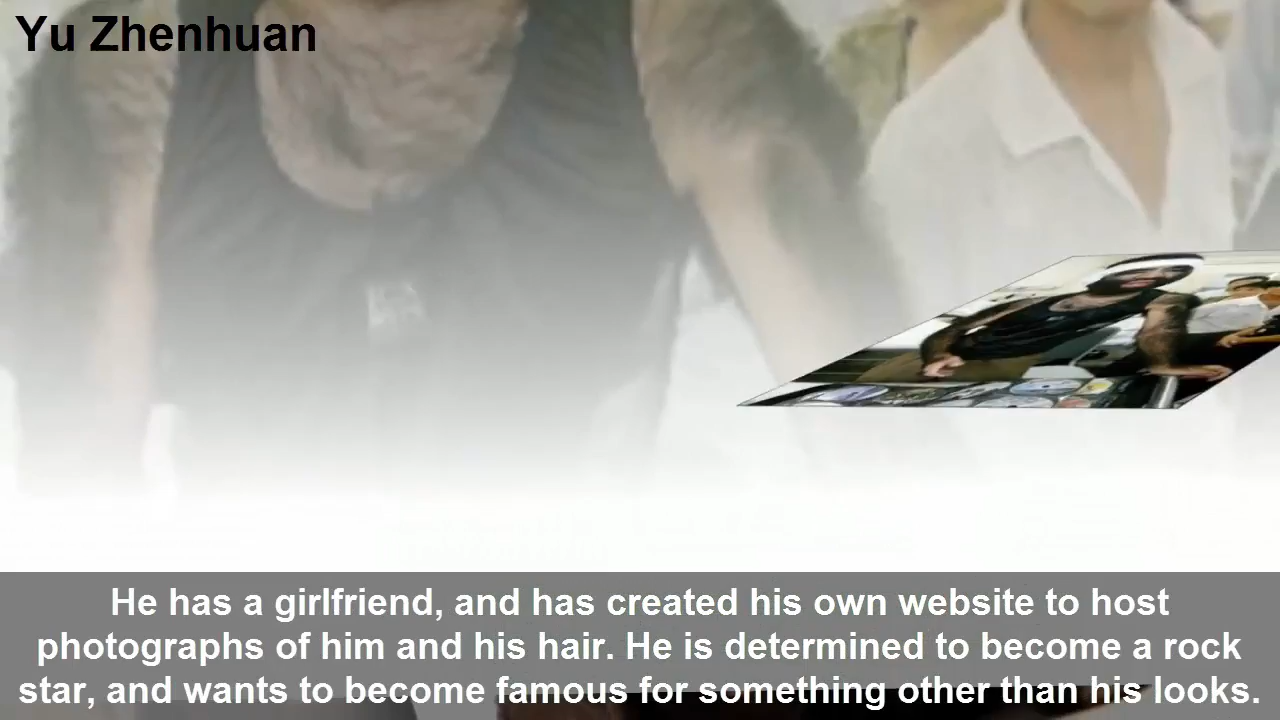 Yu Zhenhuan
He has a girlfriend, and has created his own website to host
photographs of him and his hair. He is determined to become a rock
star, and wants to become famous for something other than his looks.